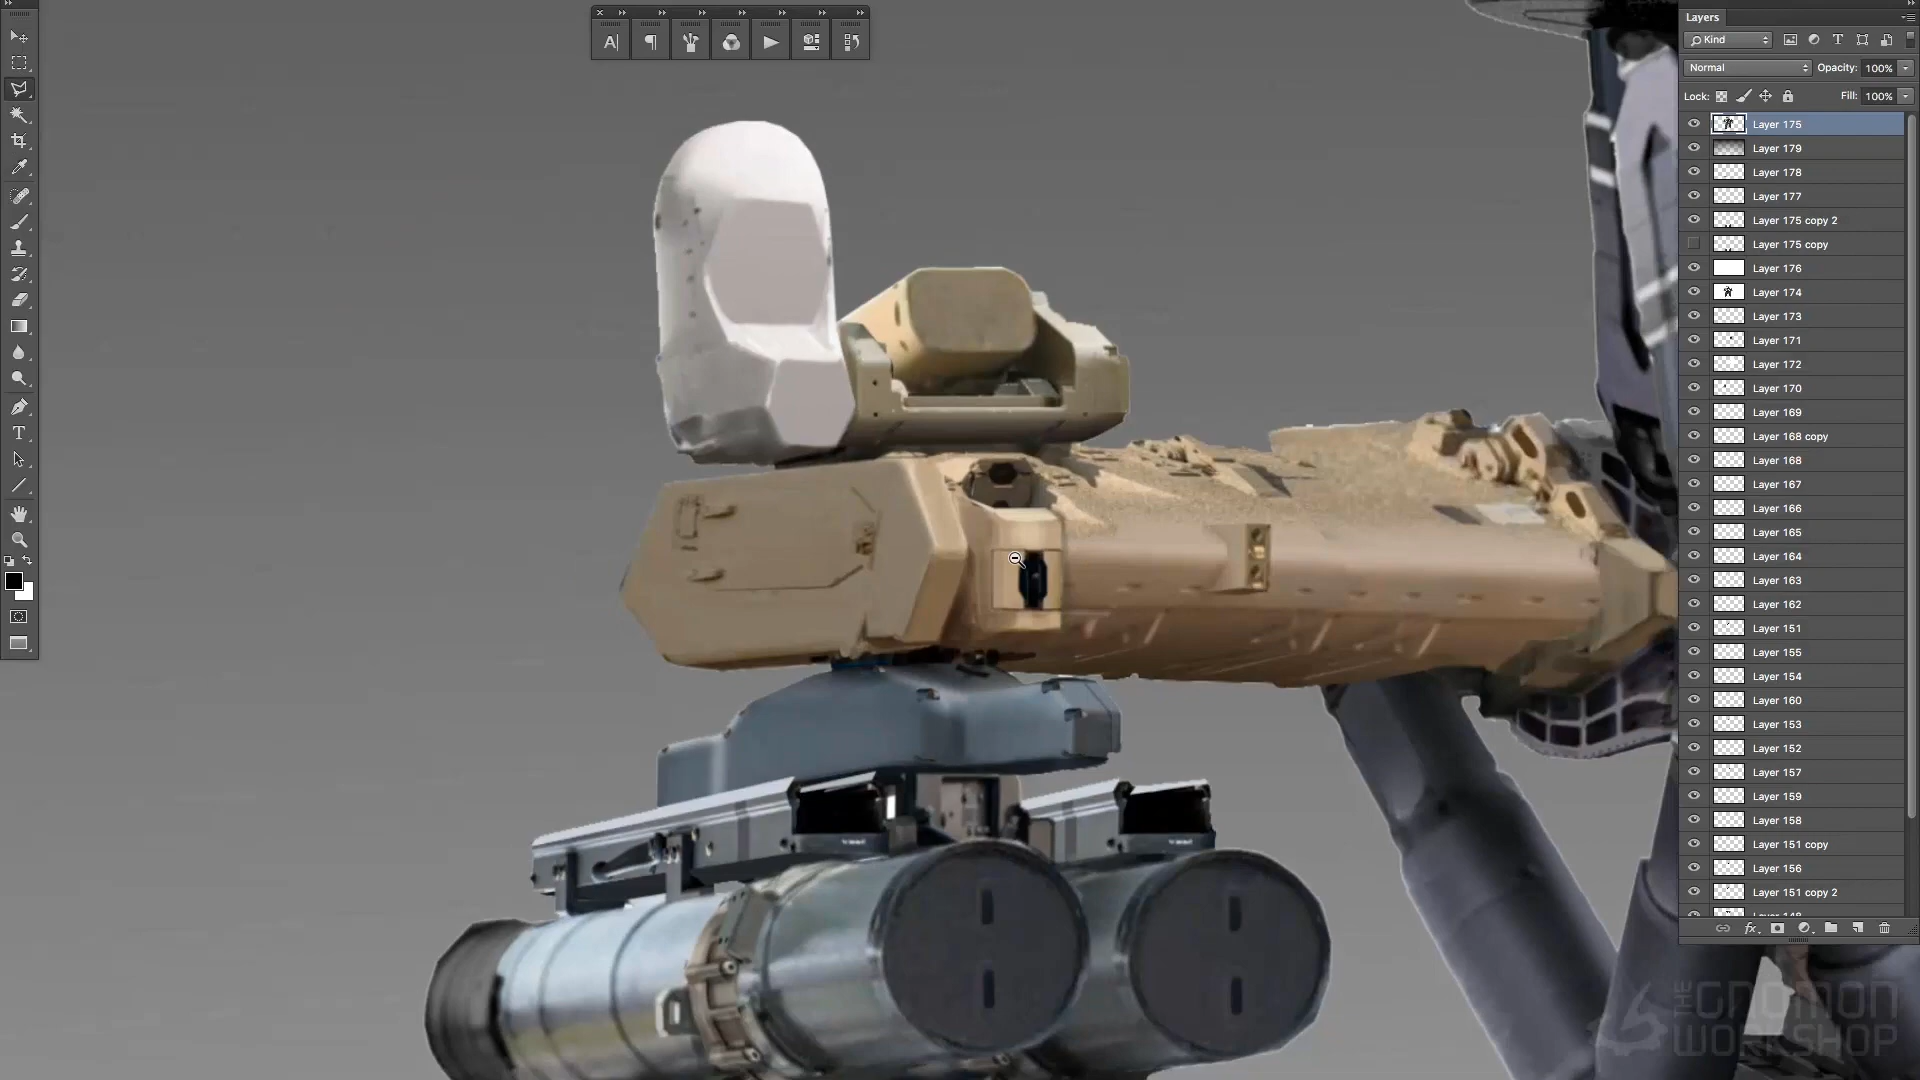 Layers
Kind
Normal
Opacity: 100%
Lock:
Fill: 100%
Layer 175
Layer 179
Layer 178
Layer 177
Layer 175 copy 2
Layer 175 copy
Layer 176
Layer 174
Layer 173
Layer 171
Layer 172
Layer 170
Layer 169
Layer 168 copy
Layer 168
Layer 167
Layer 166
Layer 165
Layer 164
Layer 163
Layer 162
Layer 151
Layer 155
Layer 154
Layer 160
Layer 153
Layer 152
Layer 157
Layer 159
Layer 158
Layer 151 copy
Layer 156
Layer 151 copy 2
Layer 148
fx
THE GNOMON
WORKSHOP